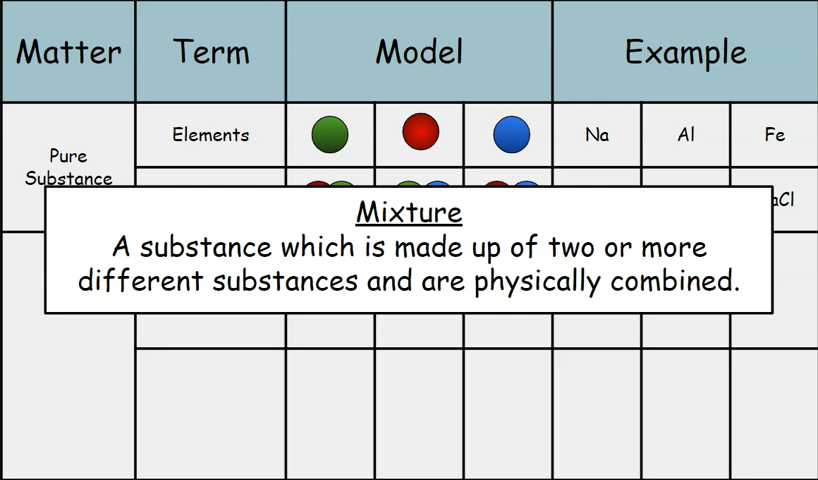 Matter Term Model Example
Elements Na Al Fe
Pure
Substance
Mixture
A substance which is made up of two or more
different substances and are physically combined.